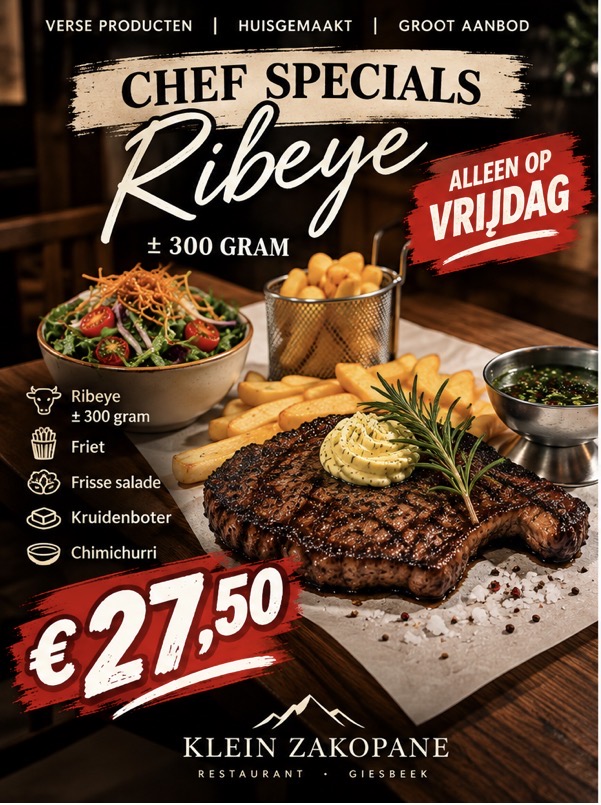 VERSE PRODUCTEN | HUISGEMAAKT | GROOT AANBOD
CHEF SPECIALS
Ribeye
± 300 GRAM
ALLEEN OP
VRIJDAG
Ribeye
± 300 gram
Friet
Frisse salade
Kruidenboter
Chimichurri
€27,50
KLEIN ZAKOPANE
RESTAURANT · GIESBEEK